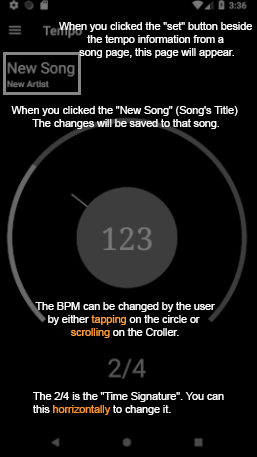 3:36
When you clicked the "set" button beside
Tempo
the tempo information from a
song page, this page will appear.
New Song
New Artist
When you clicked the "New Song" (Song's Title)
The changes will be saved to that song.
123
The BPM can be changed by the user
by either tapping on the circle or
scrolling on the Croller.
2/4
The 2/4 is the "Time Signature". You can
this horrizontally to change it.